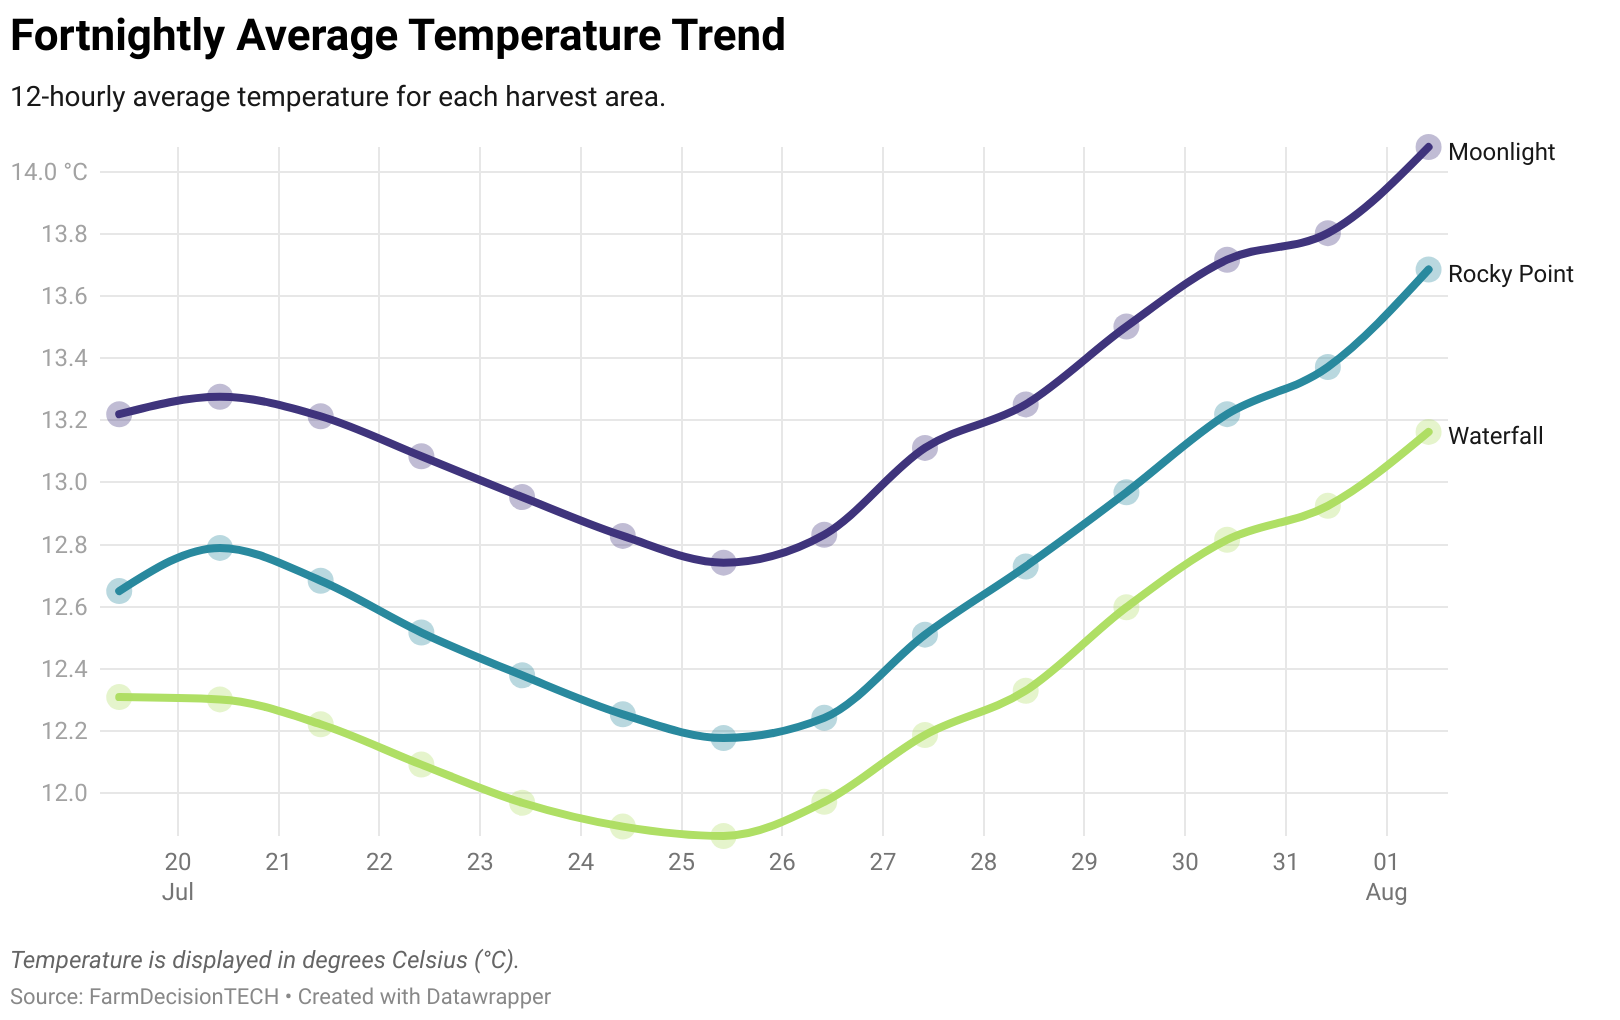 Fortnightly Average Temperature Trend
12-hourly average temperature for each harvest area.
14.0 °C
13.8
13.6
13.4
13.2
13.0
12.8
12.6
12.4
12.2
12.0
Moonlight
Rocky Point
Waterfall
20 21 22 23 24 25 26 27 28 29 30 31 01
Jul Aug
Temperature is displayed in degrees Celsius (°C).
Source: FarmDecisionTECH • Created with Datawrapper